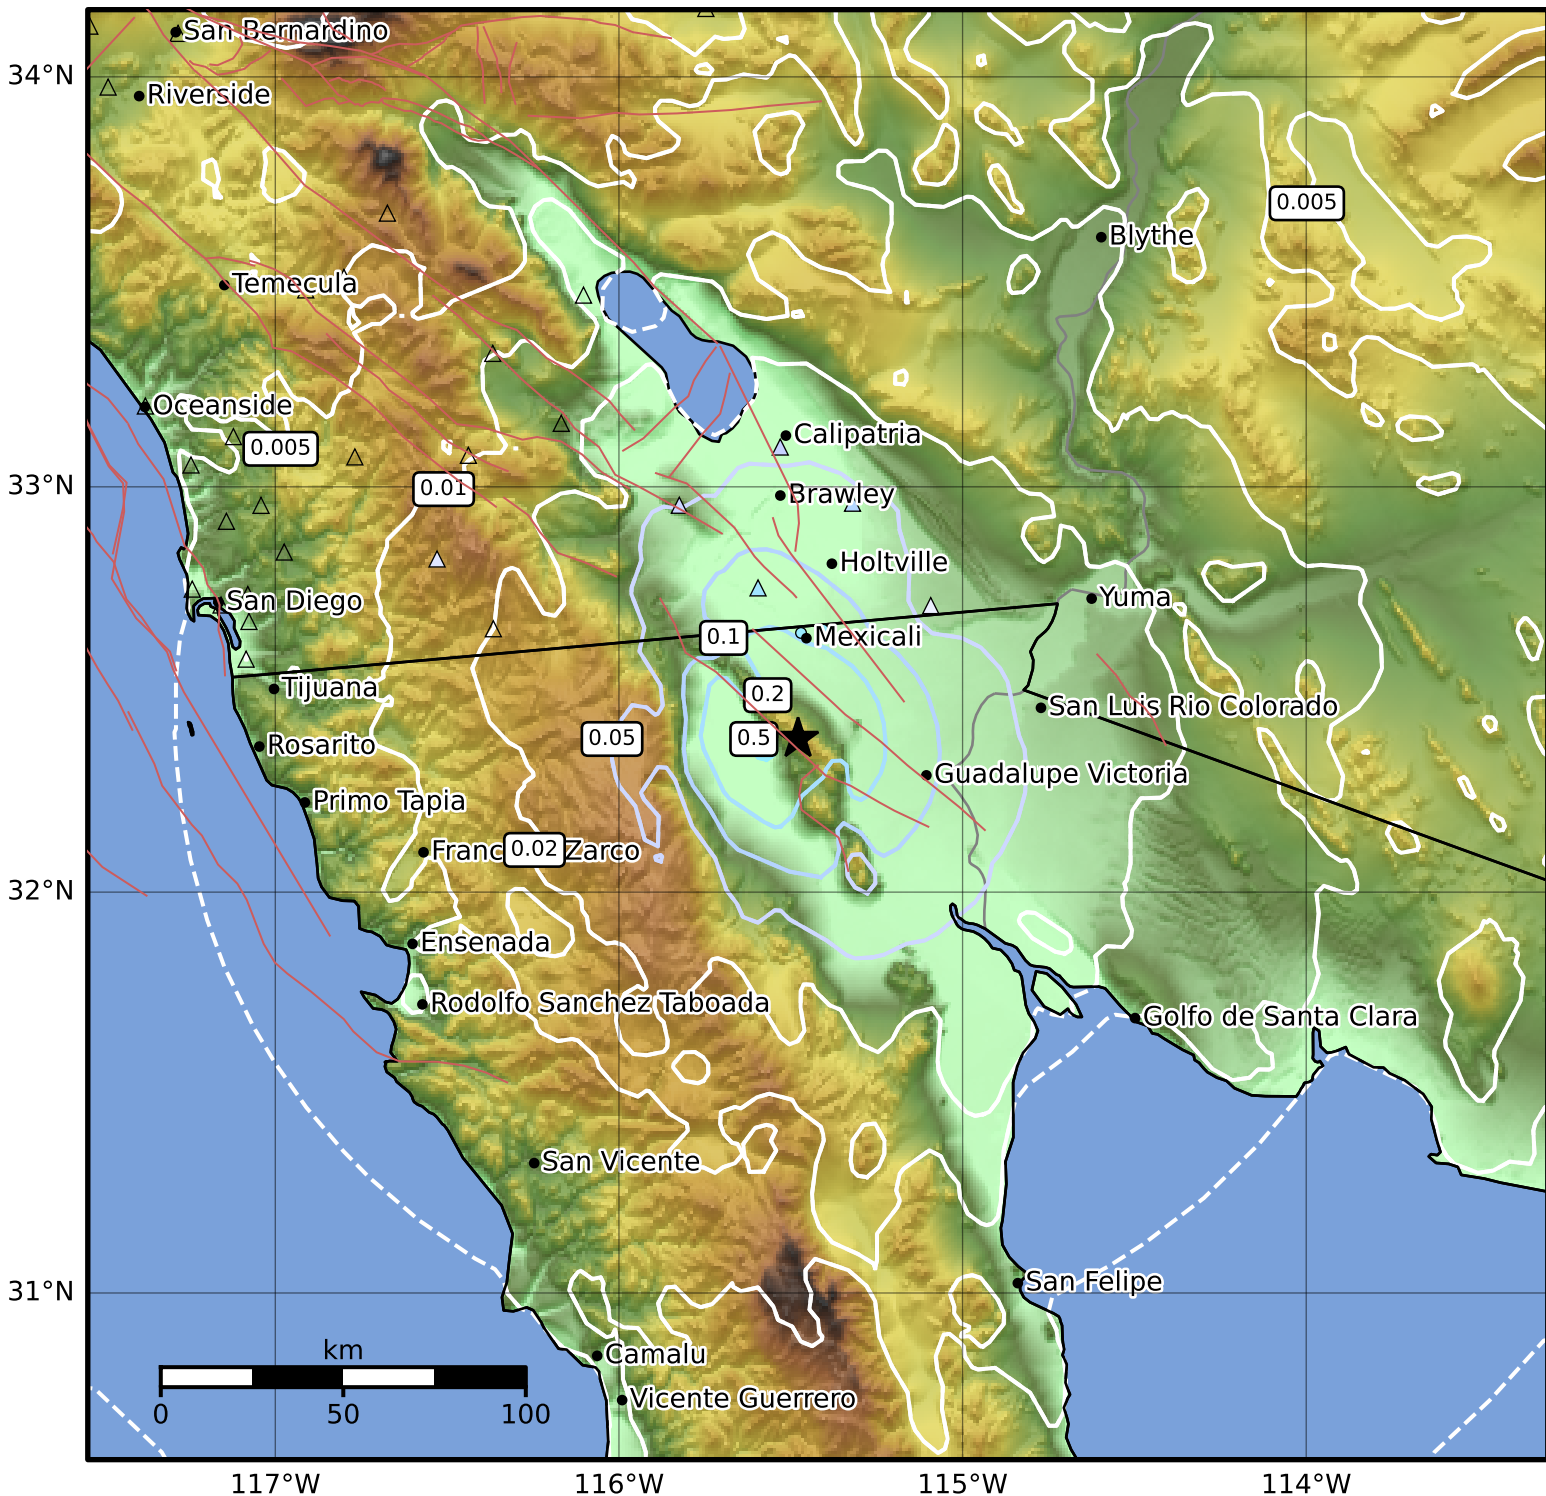 San Bernardino
34°N
Riverside
0.005
Blythe
Temecula
Oceanside
Calipatria
0.005
33°N
0.01
Brawley
Holtville
San Diego
Yuma
0.1
Mexicali
Tijuana
0.2
San Luis Rio Colorado
Rosarito
0.05
0.5
Guadalupe Victoria
Primo Tapia
Franc
0.02
Zarco
32°N
Ensenada
Rodolfo Sanchez Taboada
Golfo de Santa Clara
San Vicente
San Felipe
31°N
km
Camalu
Vicente Guerrero
0 50 100
117°W 116°W 115°W 114°W